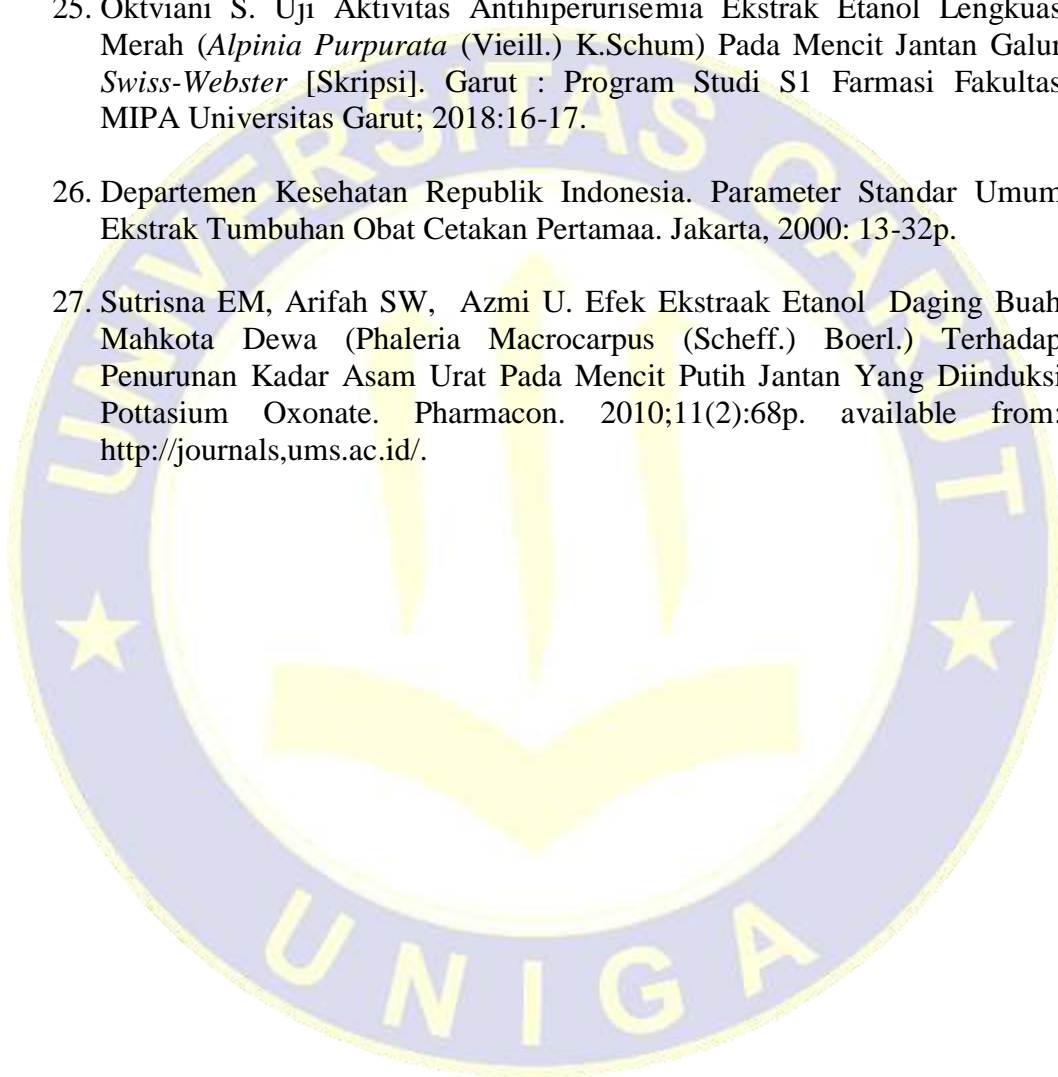 25. Oktviani S. Uji Aktivitas Antihiperurisemia Ekstrak Etanol Lengkuas
Merah (Alpinia Purpurata (Vieill.) K.Schum) Pada Mencit Jantan Galur
Swiss-Webster [Skripsi]. Garut : Program Studi S1 Farmasi Fakultas
MIPA Universitas Garut; 2018:16-17.
26. Departemen Kesehatan Republik Indonesia. Parameter Standar Umum
Ekstrak Tumbuhan Obat Cetakan Pertamaa. Jakarta, 2000: 13-32p.
27. Sutrisna EM, Arifah SW, Azmi U. Efek Ekstraak Etanol Daging Buah
Mahkota Dewa (Phaleria Macrocarpus (Scheff.) Boerl.) Terhadap
Penurunan Kadar Asam Urat Pada Mencit Putih Jantan Yang Diinduksi
Pottasium Oxonate. Pharmacon. 2010;11(2):68p. available from:
http://journals,ums.ac.id/.
UNIVERSITAS GARUT
UNIGA